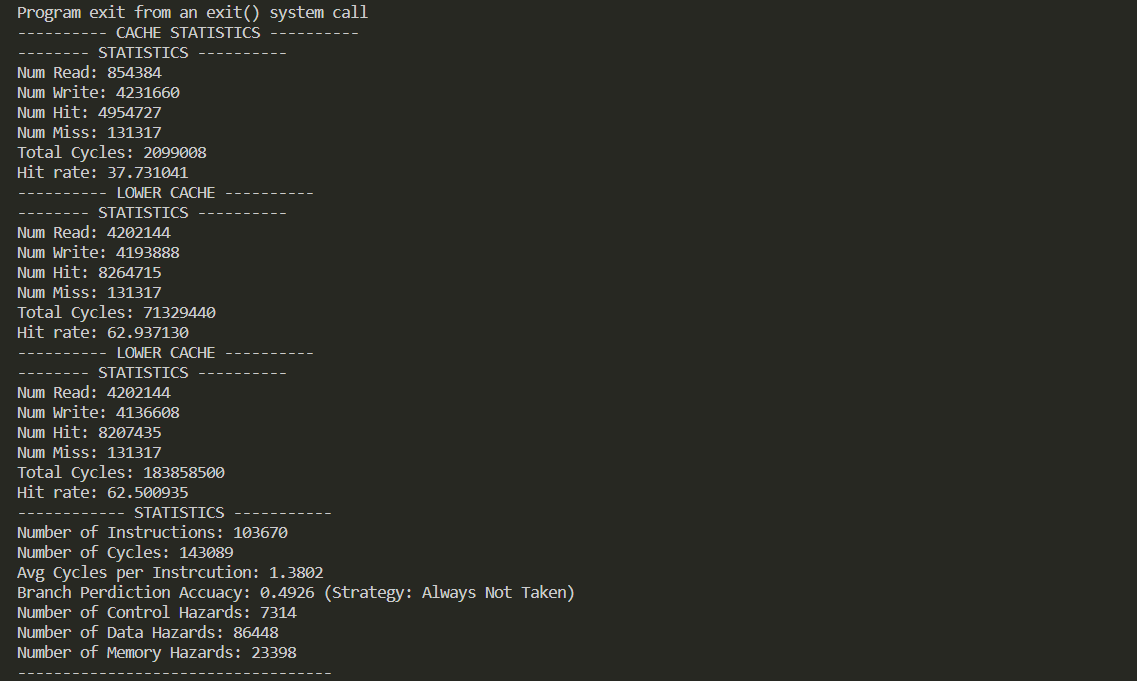 Program exit from an exit() system call
---------- CACHE STATISTICS ----------
-------- STATISTICS ----------
Num Read: 854384
Num Write: 4231660
Num Hit: 4954727
Num Miss: 131317
Total Cycles: 2099008
Hit rate: 37.731041
---------- LOWER CACHE ----------
-------- STATISTICS ----------
Num Read: 4202144
Num Write: 4193888
Num Hit: 8264715
Num Miss: 131317
Total Cycles: 71329440
Hit rate: 62.937130
---------- LOWER CACHE ----------
-------- STATISTICS ----------
Num Read: 4202144
Num Write: 4136608
Num Hit: 8207435
Num Miss: 131317
Total Cycles: 183858500
Hit rate: 62.500935
------------ STATISTICS -----------
Number of Instructions: 103670
Number of Cycles: 143089
Avg Cycles per Instrcution: 1.3802
Branch Perdiction Accuacy: 0.4926 (Strategy: Always Not Taken)
Number of Control Hazards: 7314
Number of Data Hazards: 86448
Number of Memory Hazards: 23398
-----------------------------------